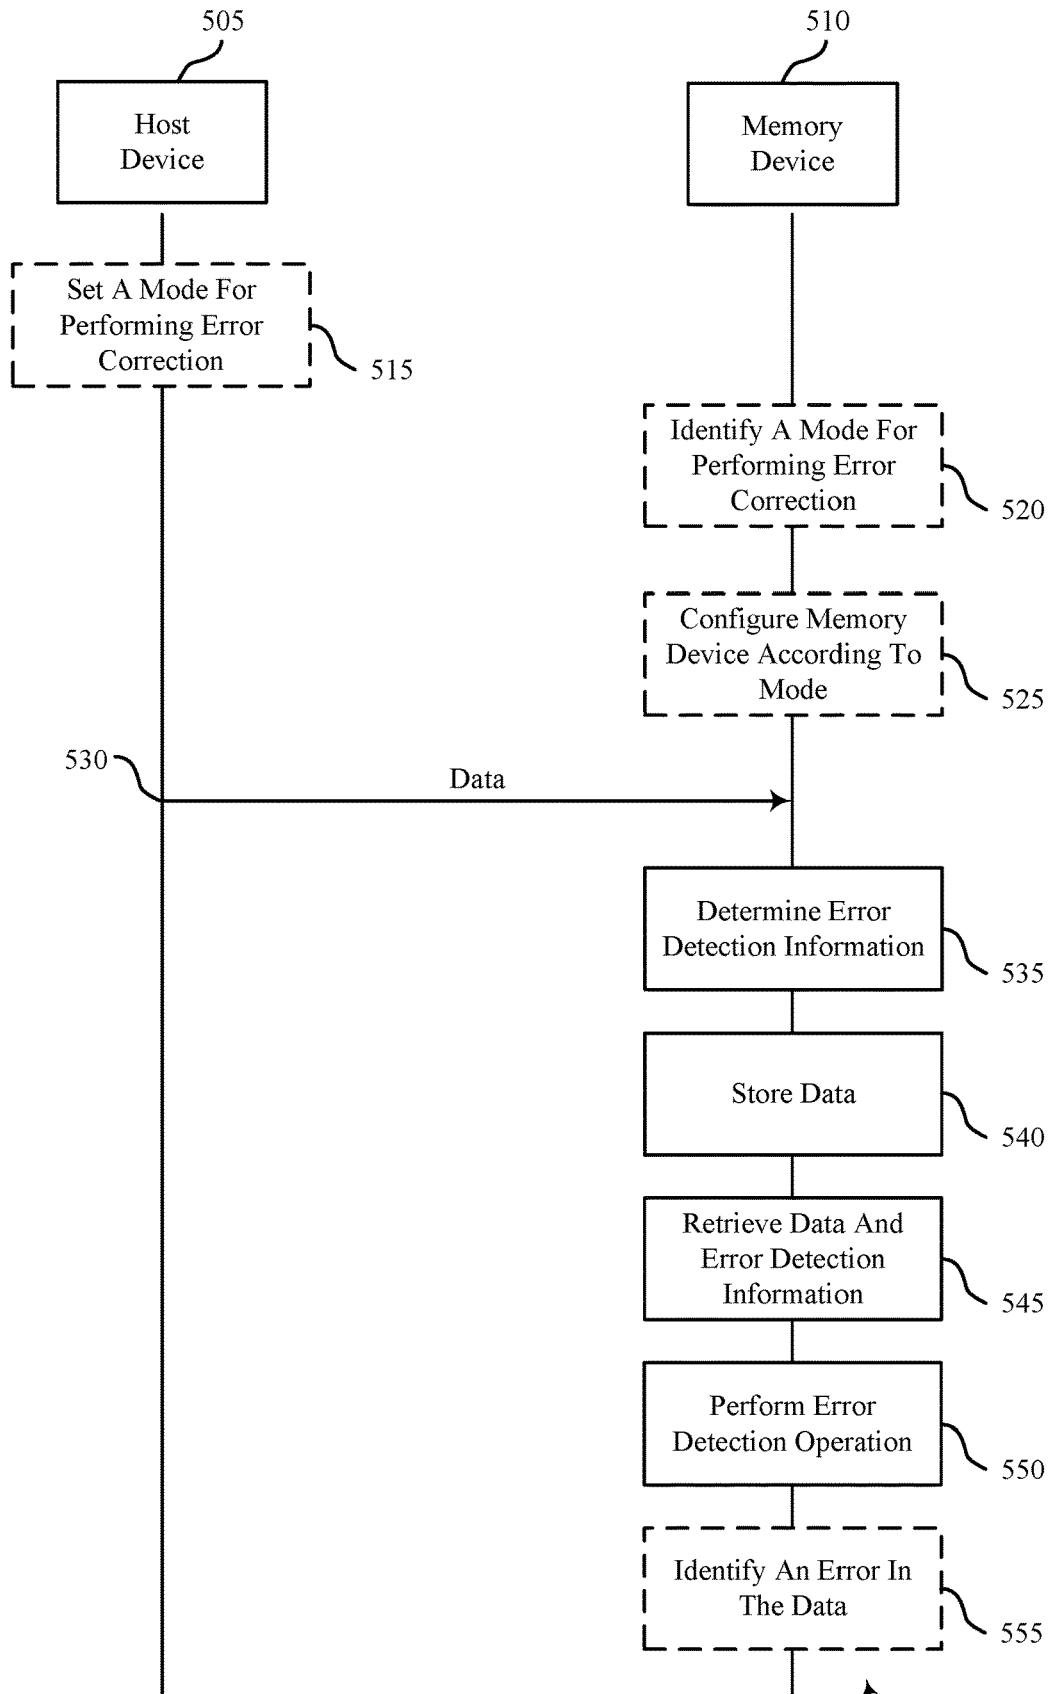 505
510
Host
Device
Memory
Device
Set A Mode For
Performing Error
Correction
515
Identify A Mode For
Performing Error
Correction
520
Configure Memory
Device According To
Mode
525
530
Data
Determine Error
Detection Information
535
Store Data
540
Retrieve Data And
Error Detection
Information
545
Perform Error
Detection Operation
550
Identify An Error In
The Data
555